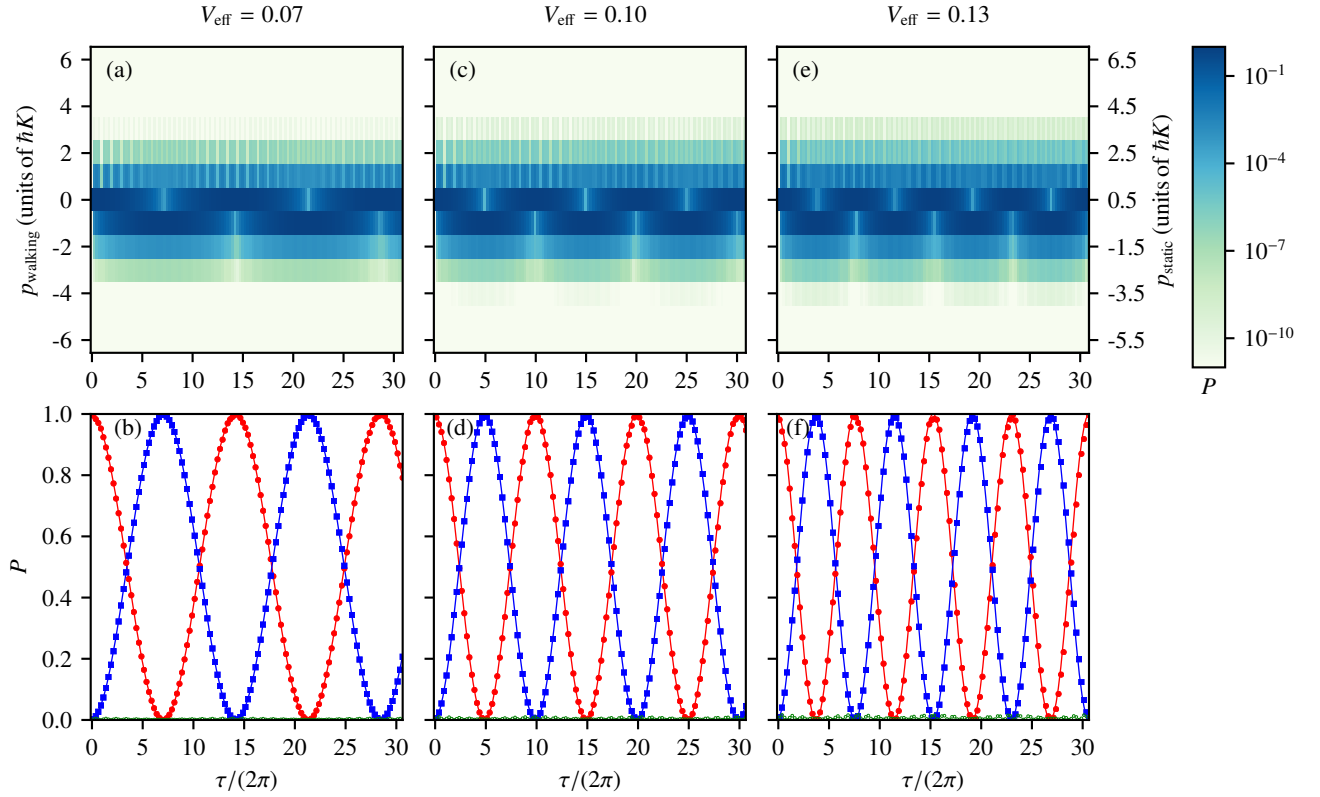 V_eff = 0.07 V_eff = 0.10 V_eff = 0.13
(a) (c) (e)
6 4 2 0 -2 -4 -6
p_walking (units of ħK)
6.5 4.5 2.5 0.5 -1.5 -3.5 -5.5
p_static (units of ħK)
10⁻¹ 10⁻⁴ 10⁻⁷ 10⁻¹⁰
P
0 5 10 15 20 25 30 0 5 10 15 20 25 30 0 5 10 15 20 25 30
(b) (d) (f)
1.0 0.8 0.6 0.4 0.2 0.0
P
0 5 10 15 20 25 30 0 5 10 15 20 25 30 0 5 10 15 20 25 30
τ/(2π) τ/(2π) τ/(2π)